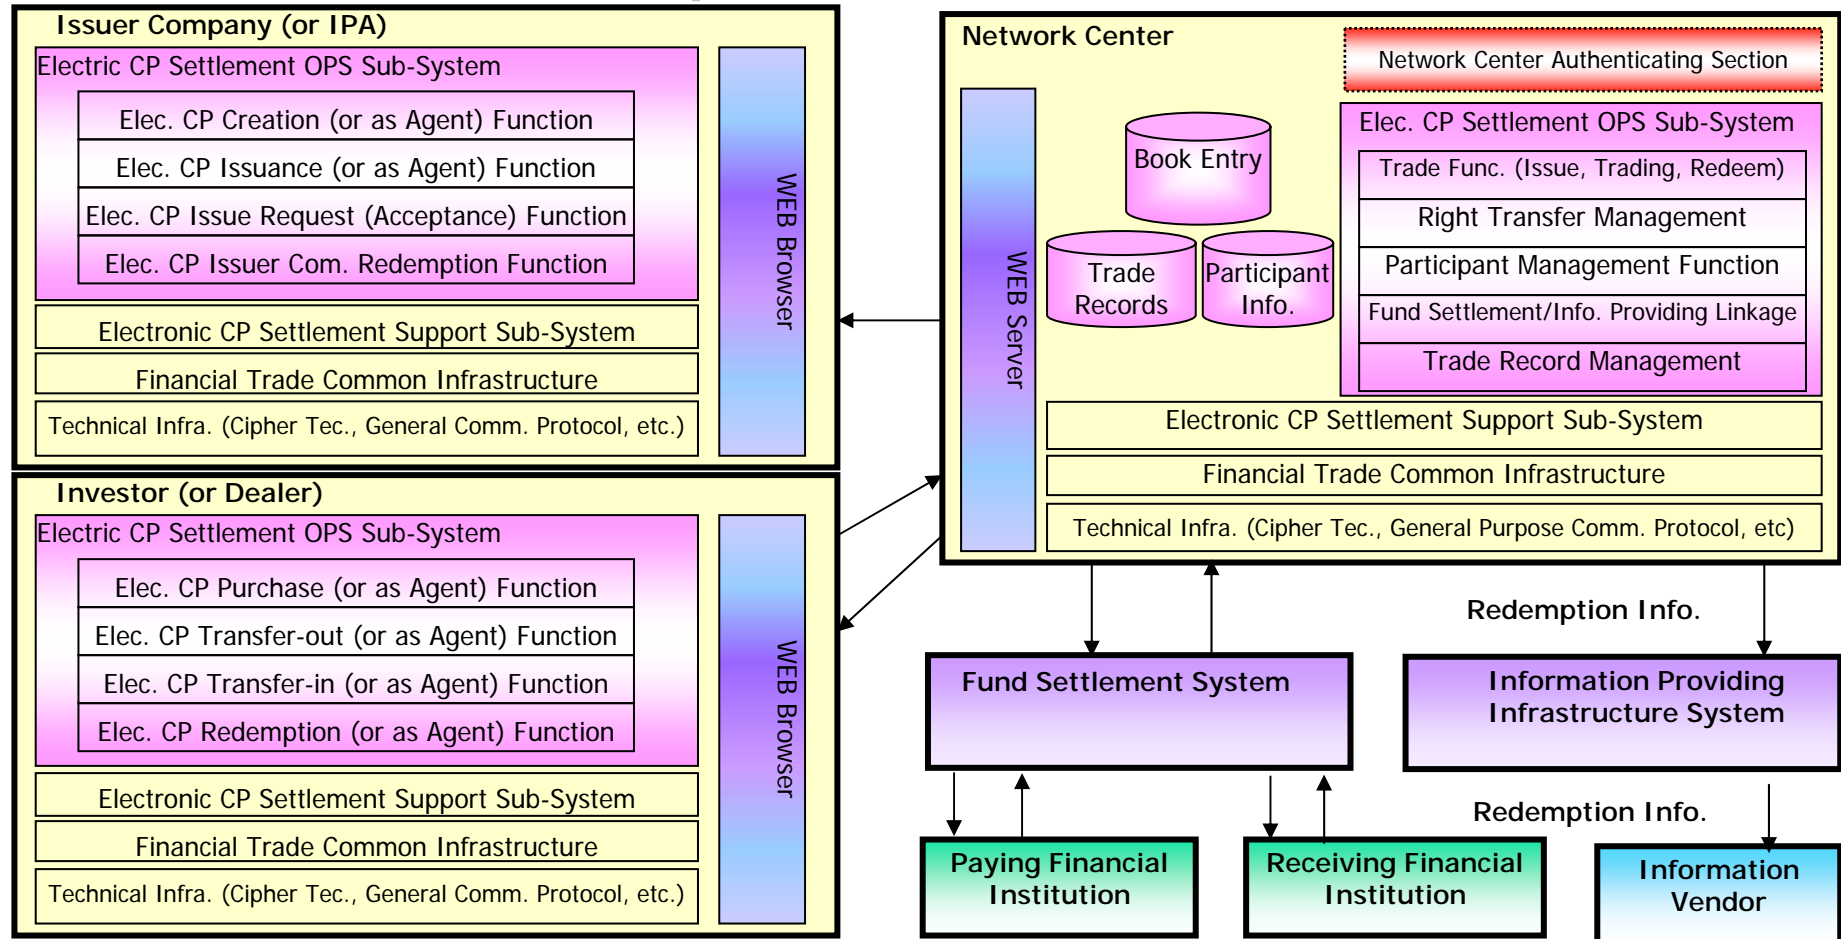 Issuer Company (or IPA)
Electric CP Settlement OPS Sub-System
Elec. CP Creation (or as Agent) Function
Elec. CP Issuance (or as Agent) Function
Elec. CP Issue Request (Acceptance) Function
Elec. CP Issuer Com. Redemption Function
Electronic CP Settlement Support Sub-System
Financial Trade Common Infrastructure
Technical Infra. (Cipher Tec., General Comm. Protocol, etc.)
WEB Browser
Investor (or Dealer)
Electric CP Settlement OPS Sub-System
Elec. CP Purchase (or as Agent) Function
Elec. CP Transfer-out (or as Agent) Function
Elec. CP Transfer-in (or as Agent) Function
Elec. CP Redemption (or as Agent) Function
Electronic CP Settlement Support Sub-System
Financial Trade Common Infrastructure
Technical Infra. (Cipher Tec., General Comm. Protocol, etc.)
WEB Browser
Network Center
Network Center Authenticating Section
WEB Server
Book Entry
Trade
Records
Participant
Info.
Elec. CP Settlement OPS Sub-System
Trade Func. (Issue, Trading, Redeem)
Right Transfer Management
Participant Management Function
Fund Settlement/Info. Providing Linkage
Trade Record Management
Electronic CP Settlement Support Sub-System
Financial Trade Common Infrastructure
Technical Infra. (Cipher Tec., General Purpose Comm. Protocol, etc)
Redemption Info.
Fund Settlement System
Information Providing
Infrastructure System
Redemption Info.
Paying Financial
Institution
Receiving Financial
Institution
Information
Vendor